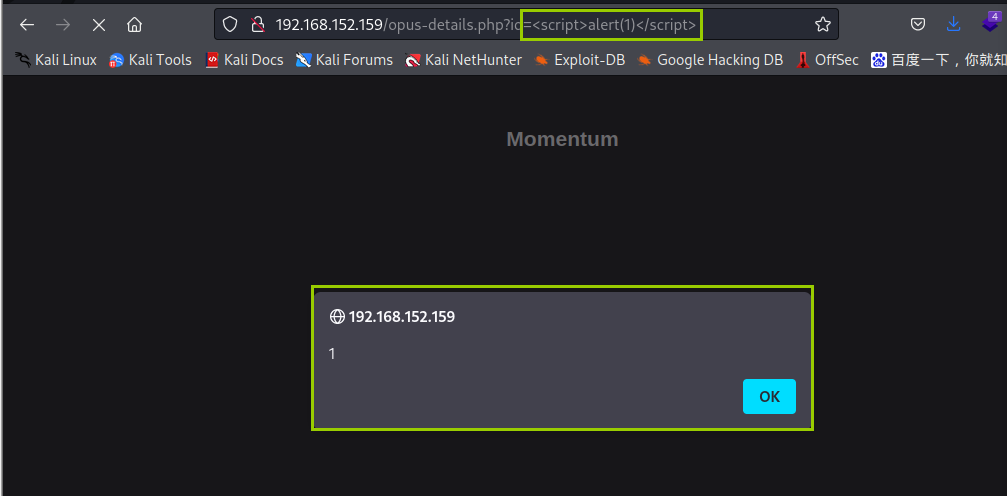 192.168.152.159/opus-details.php?id=<script>alert(1)</script>
4
Kali Linux Kali Tools Kali Docs Kali Forums Kali NetHunter Exploit-DB Google Hacking DB OffSec 百度一下，你就知
Momentum
192.168.152.159
1
OK